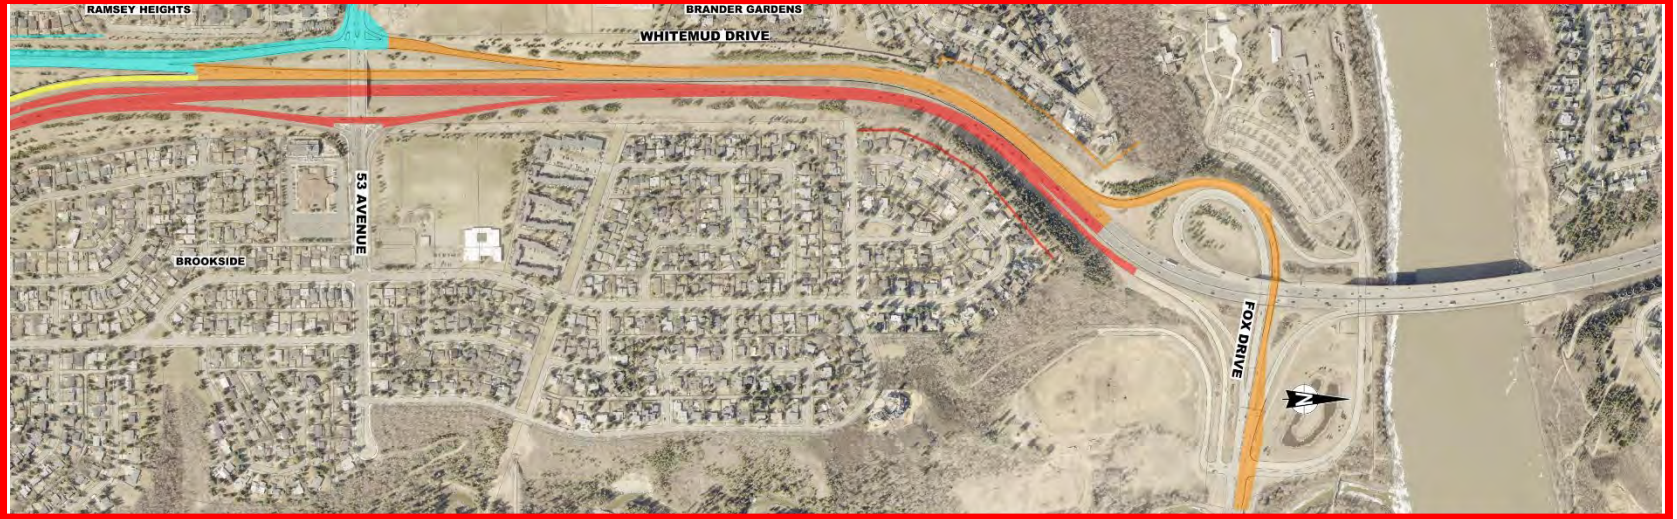 RAMSEY HEIGHTS
BRANDER GARDENS
WHITEMUD DRIVE
53 AVENUE
BROOKSIDE
FOX DRIVE
N